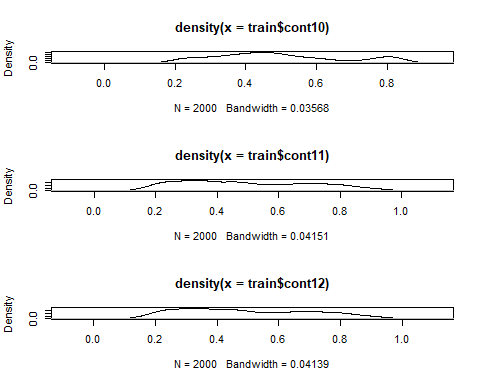 density(x = train$cont10)
Density
0.0
0.0 0.2 0.4 0.6 0.8
N = 2000 Bandwidth = 0.03568
density(x = train$cont11)
Density
0.0
0.0 0.2 0.4 0.6 0.8 1.0
N = 2000 Bandwidth = 0.04151
density(x = train$cont12)
Density
0.0
0.0 0.2 0.4 0.6 0.8 1.0
N = 2000 Bandwidth = 0.04139